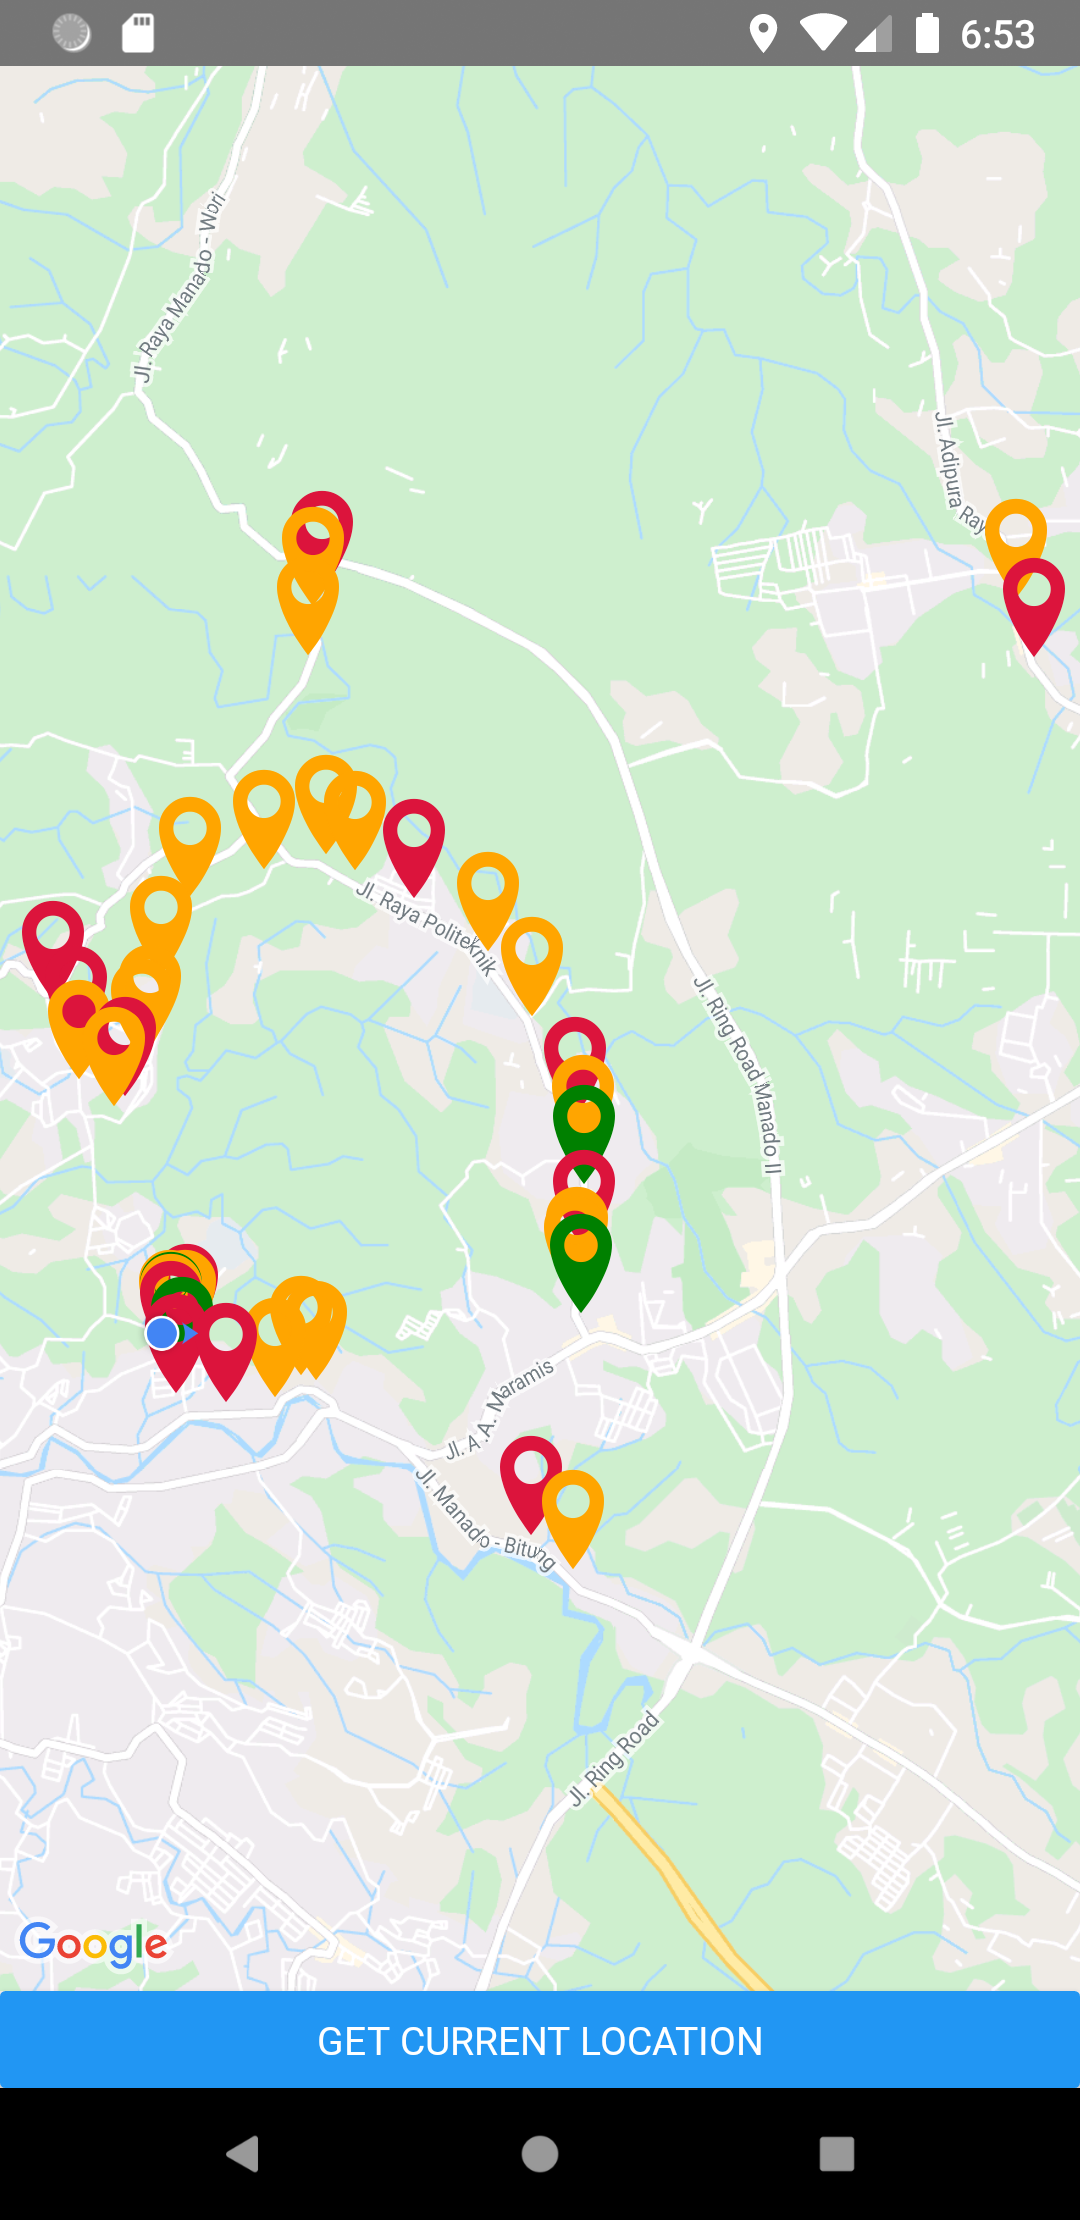 6:53
Jl. Raya Manado - Wori
Jl. Adipura Ray
Jl. Raya Politeknik
Jl. Ring Road Manado II
Jl. A.A. Maramis
Jl. Manado - Bitung
Jl. Ring Road
Google
GET CURRENT LOCATION